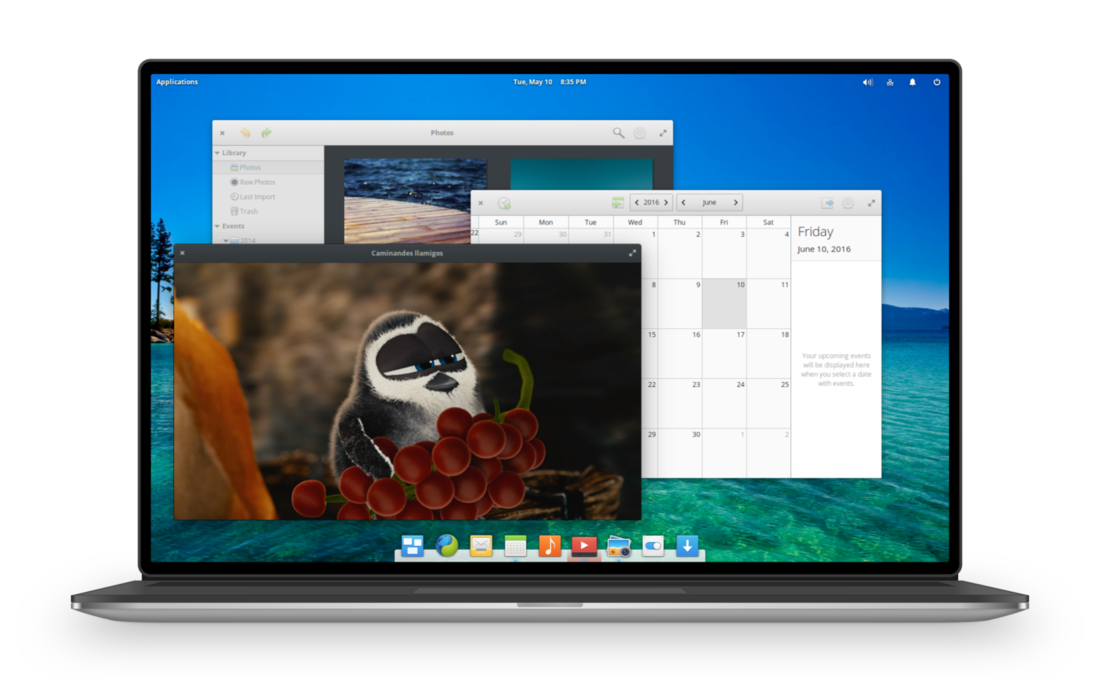 Applications
Tue, May 10 8:35 PM
Photos
Library
Photos
Raw Photos
Last Import
Trash
Events
2014
2016
June
Sun Mon Tue Wed Thu Fri Sat
22 29 30 31 1 2 3 4
8 9 10 11
15 16 17 18
22 23 24 25
29 30 1 2
Friday
June 10, 2016
Your upcoming events
will be displayed here
when you select a date
with events.
Caminandes llamigos